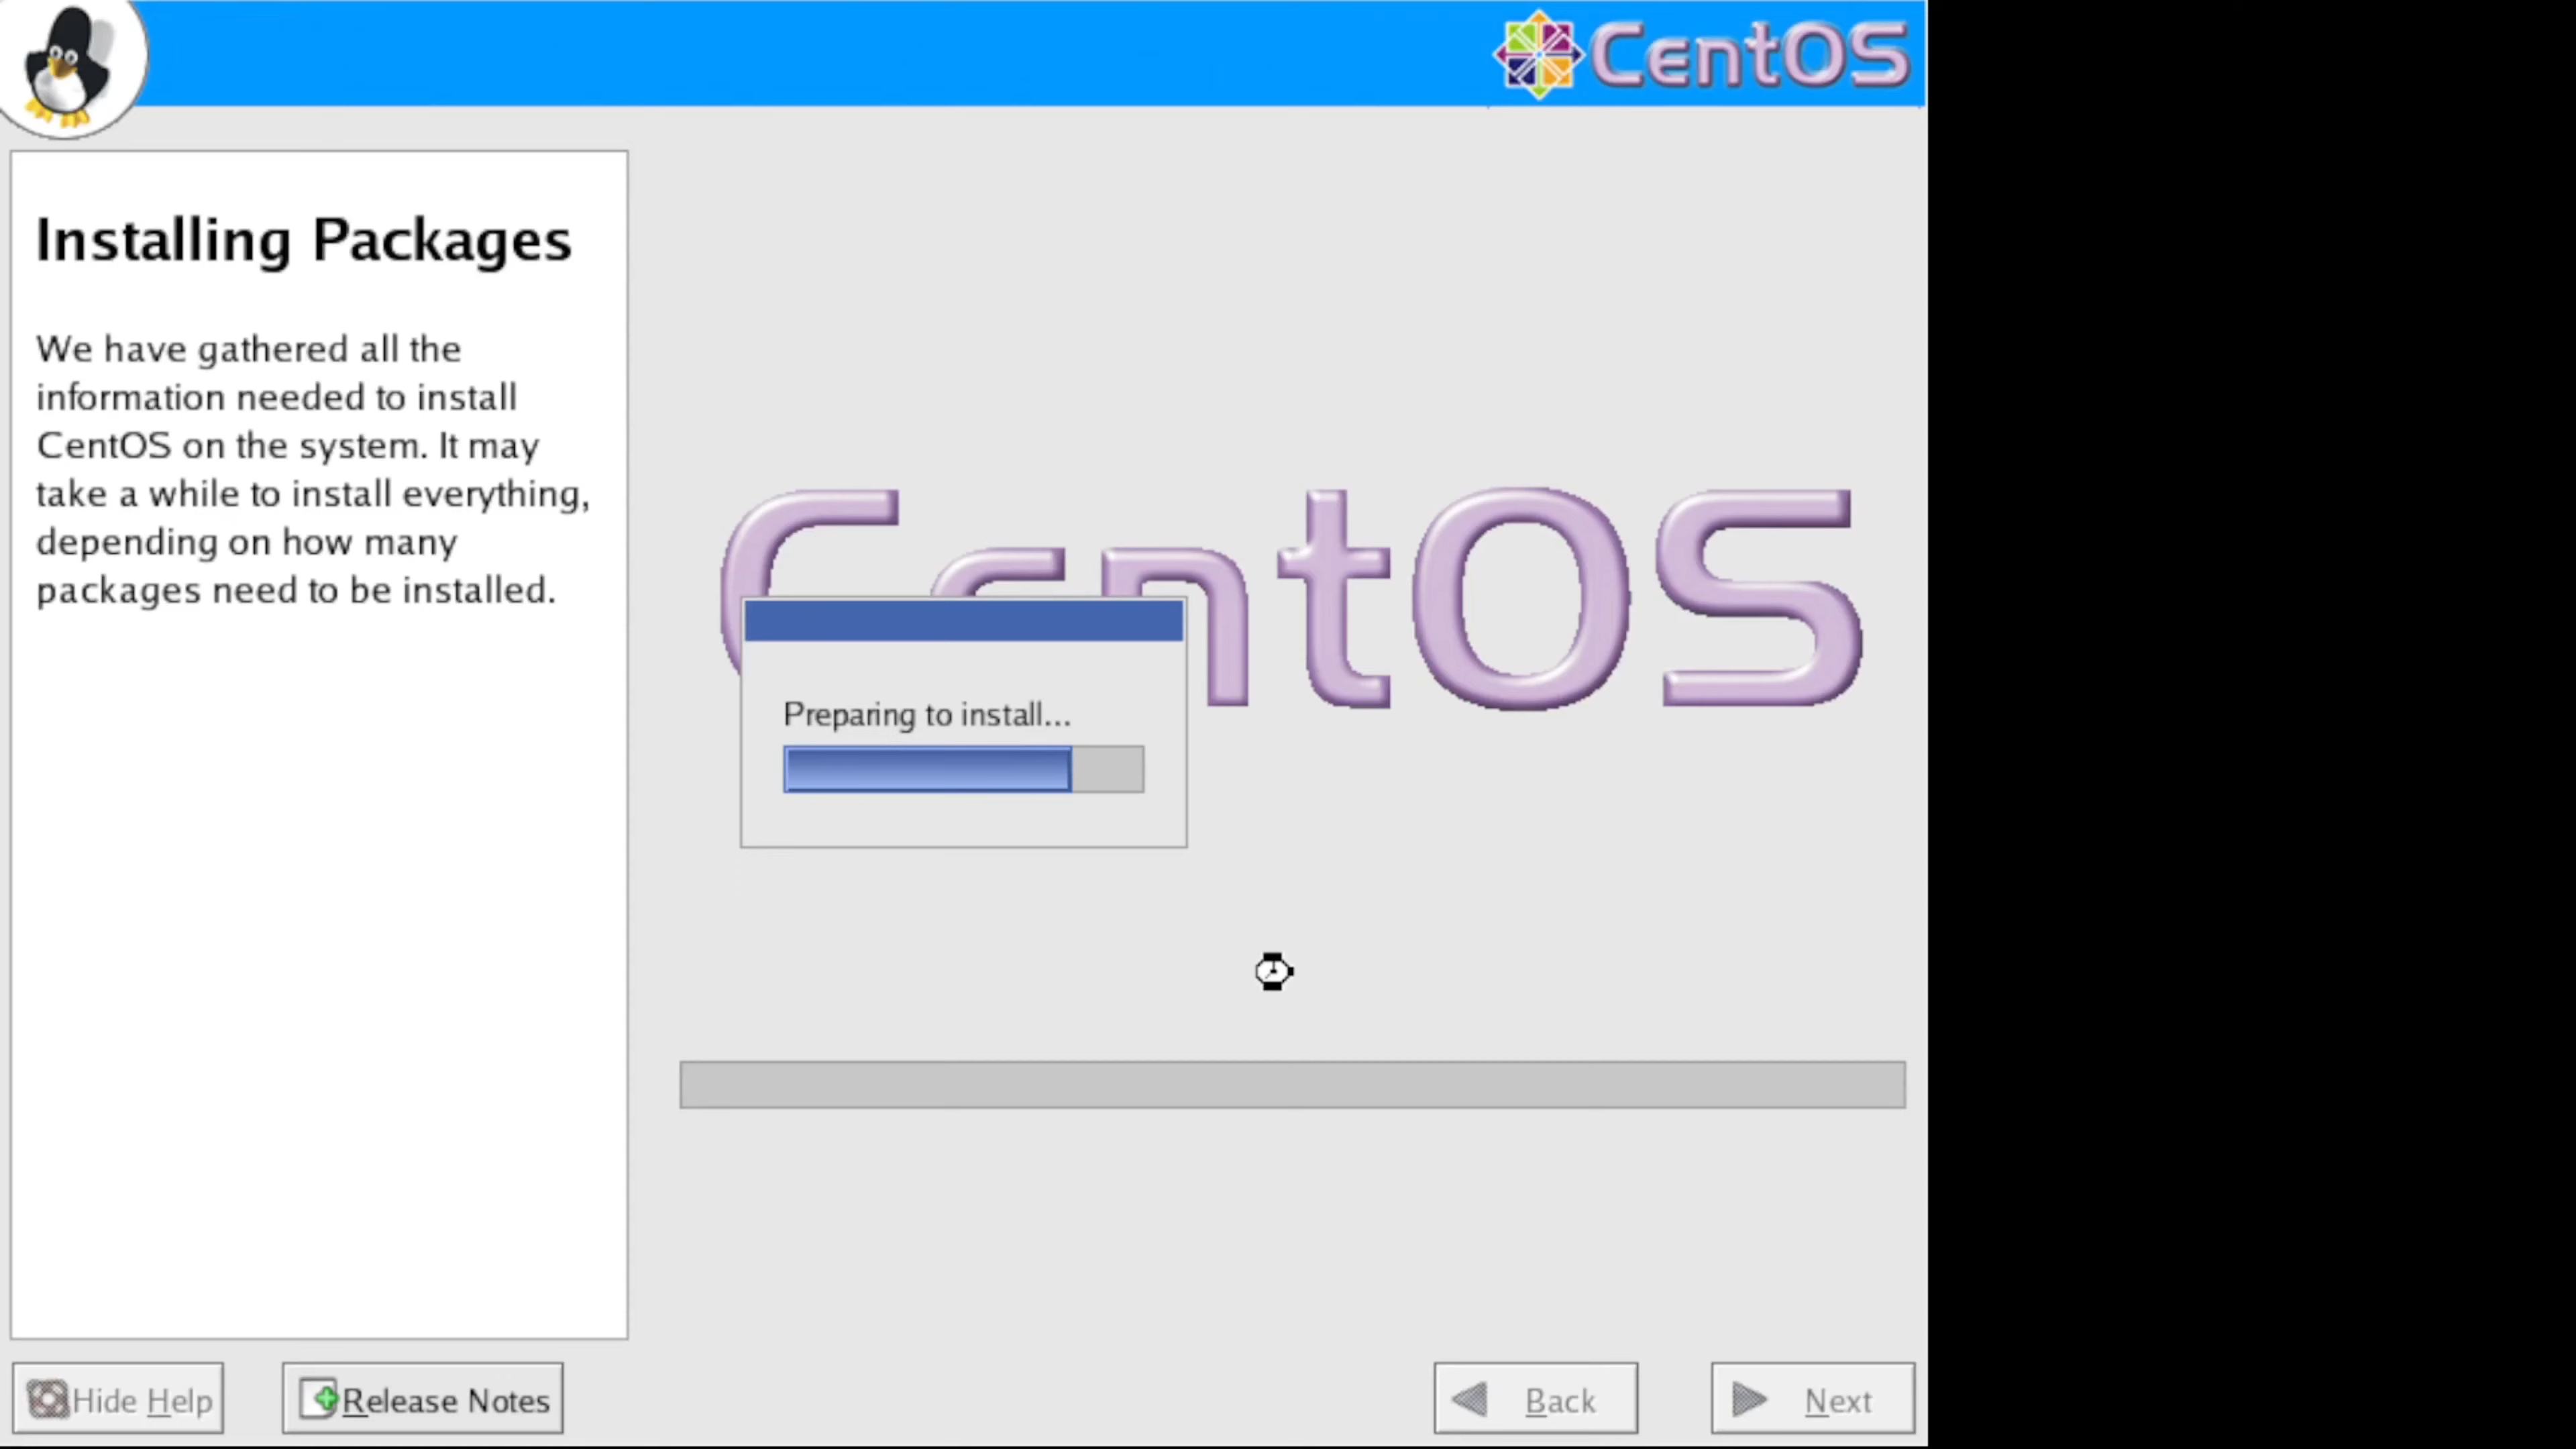 CentOS
Installing Packages
We have gathered all the
information needed to install
CentOS on the system. It may
take a while to install everything,
depending on how many
packages need to be installed.
CentOS
Preparing to install...
Hide Help
Release Notes
Back
Next